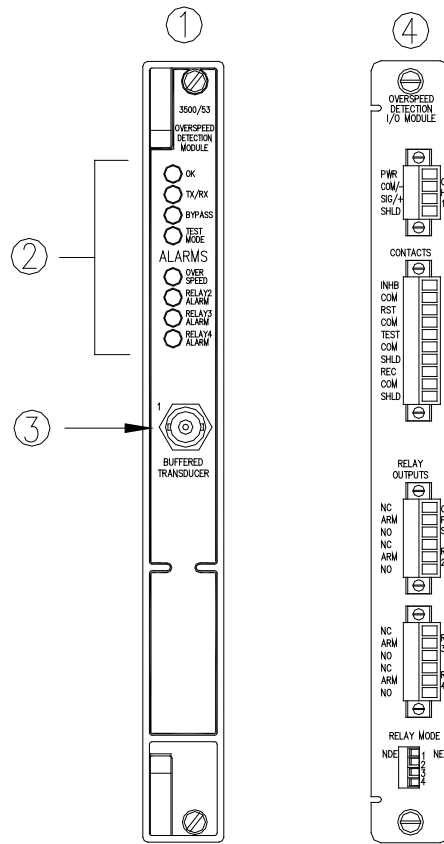 1
4
3500/53
OVERSPEED
DETECTION
MODULE
OK
TX/RX
BYPASS
TEST
MODE
ALARMS
OVER
SPEED
RELAY2
ALARM
RELAY3
ALARM
RELAY4
ALARM
2
3
1
BUFFERED
TRANSDUCER
OVERSPEED
DETECTION
I/O MODULE
PWR
COM/-
SIG/+
SHLD
CONTACTS
INHB
COM
RST
COM
TEST
COM
SHLD
REC
COM
SHLD
RELAY
OUTPUTS
NC
ARM
NO
NC
ARM
NO
NC
ARM
NO
NC
ARM
NO
RELAY MODE
NDE
1
2
3
4
NE